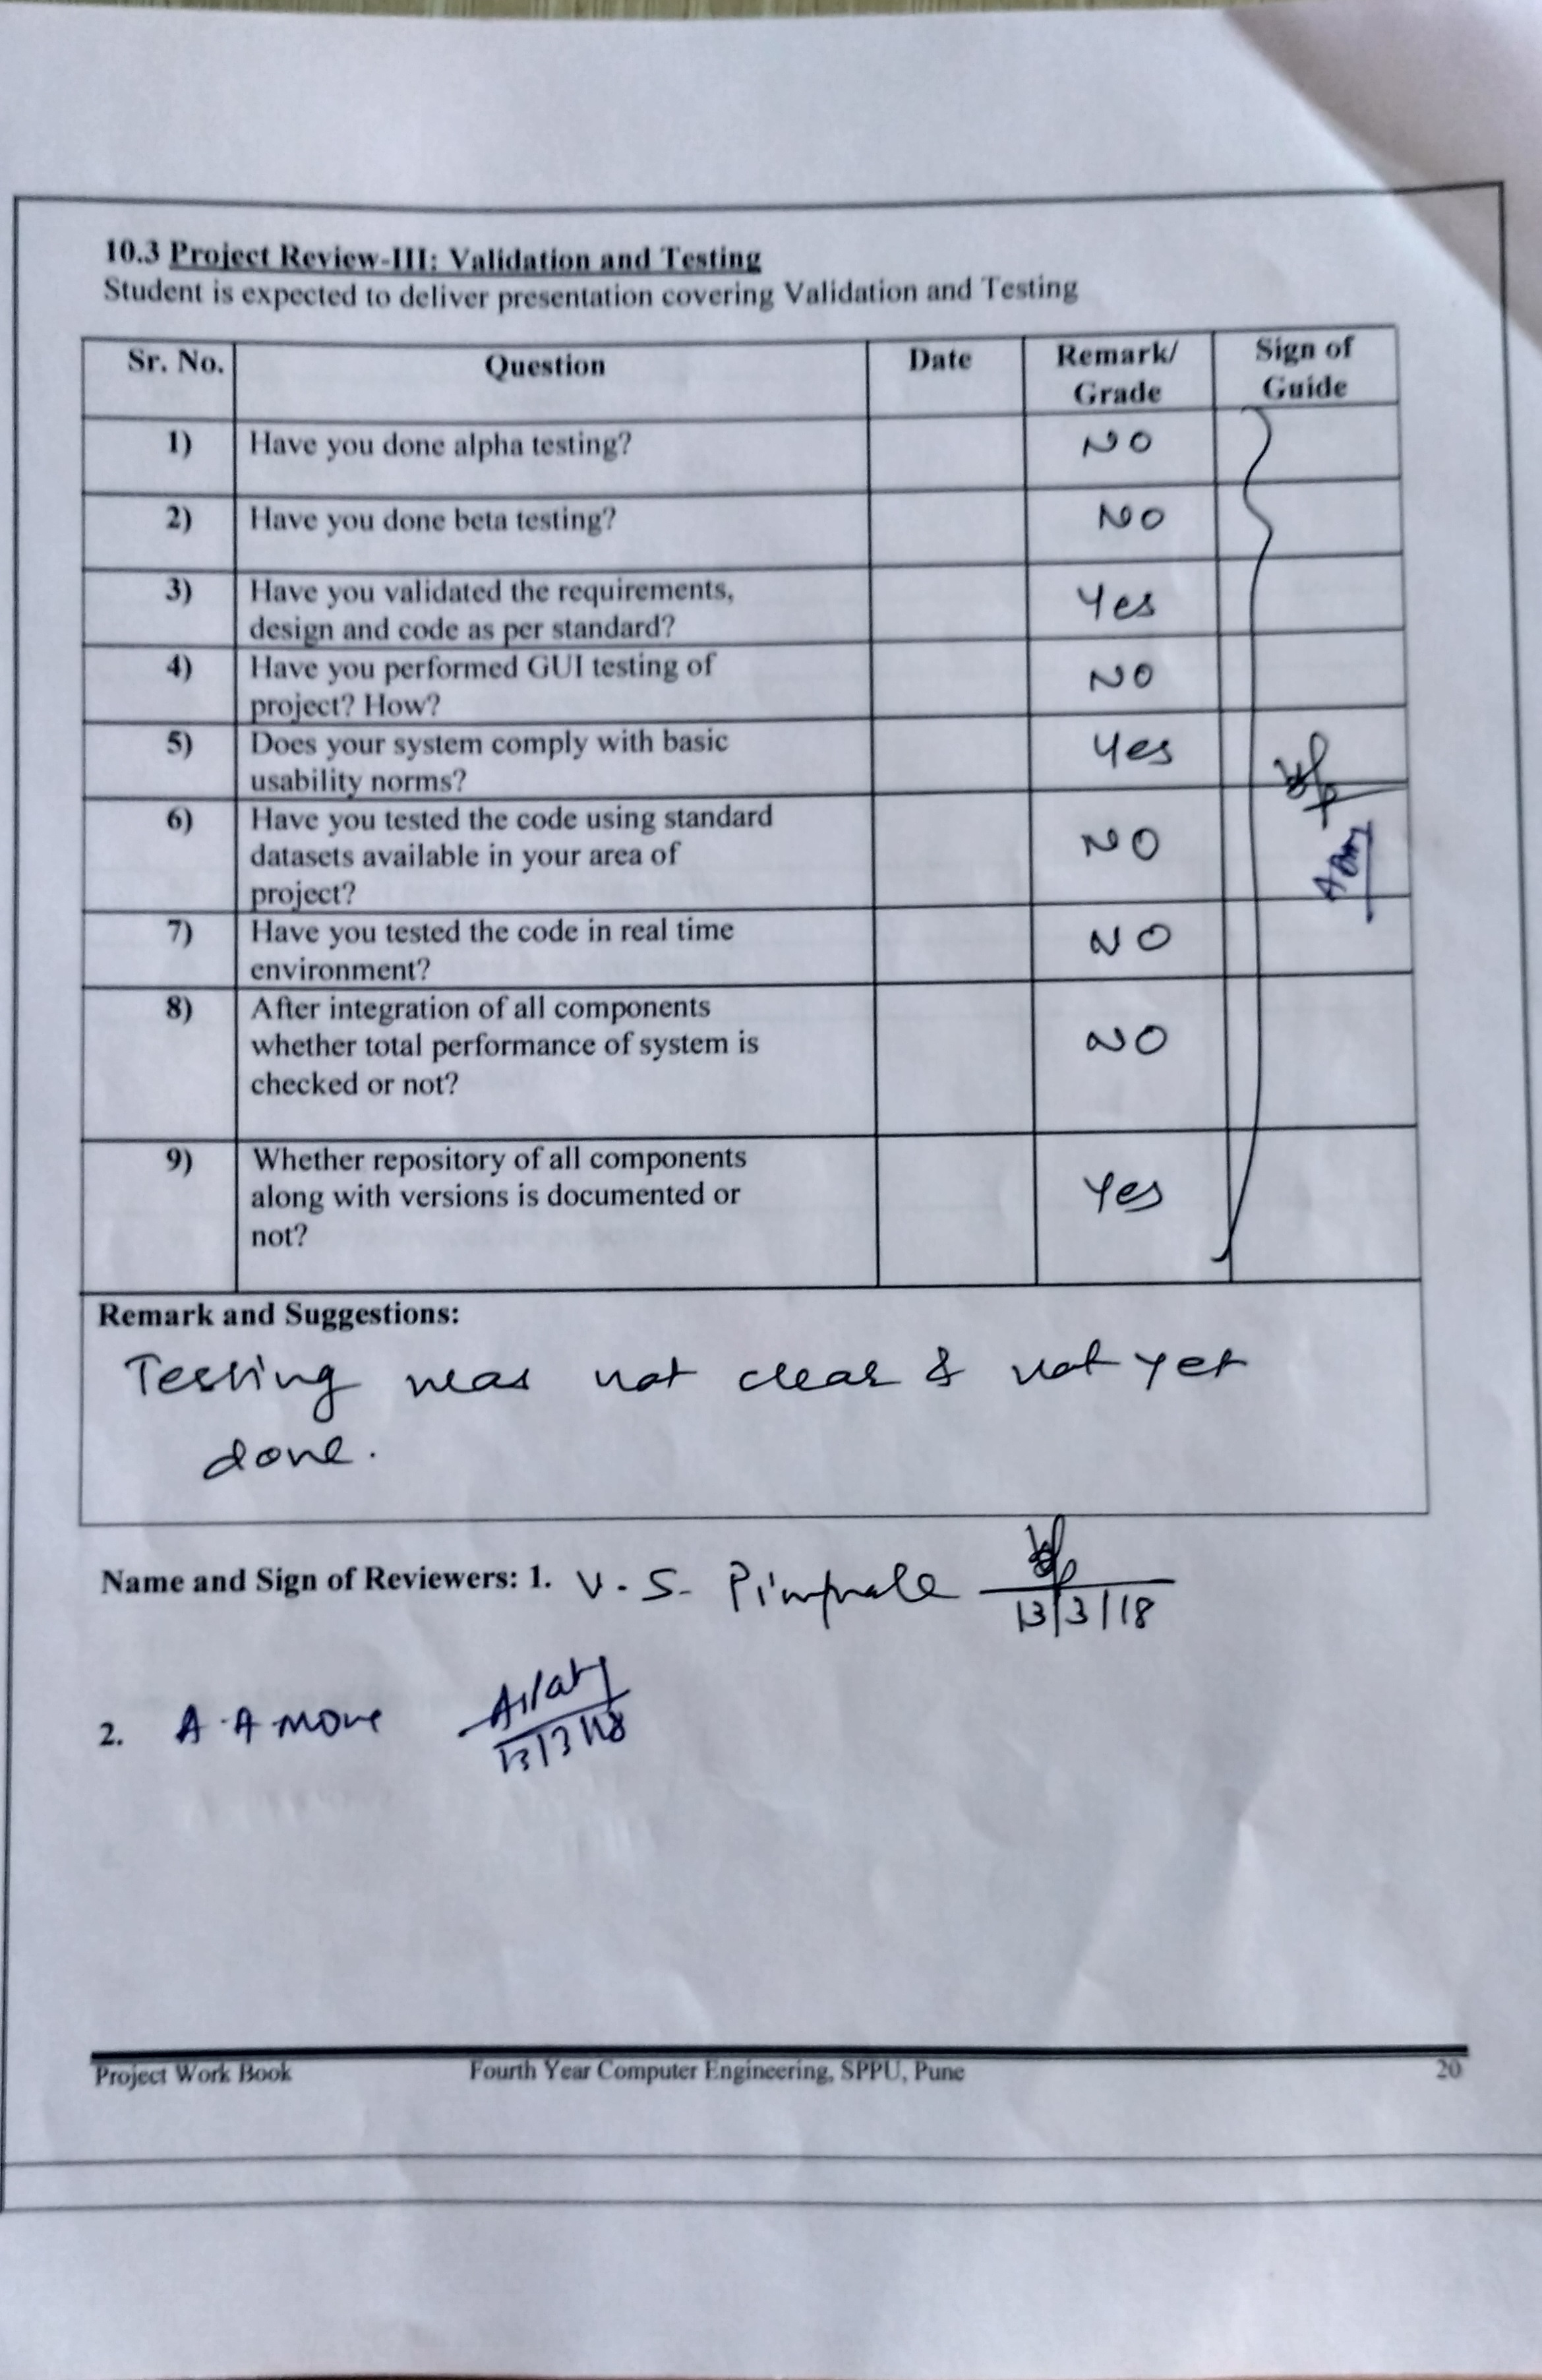 10.3 Project Review-III: Validation and Testing
Student is expected to deliver presentation covering Validation and Testing
Sr. No. Question Date Remark/ Grade Sign of Guide
1) Have you done alpha testing? NO
2) Have you done beta testing? NO
3) Have you validated the requirements, Yes
design and code as per standard?
4) Have you performed GUI testing of NO
project? How?
5) Does your system comply with basic Yes
usability norms?
6) Have you tested the code using standard
datasets available in your area of NO
project?
7) Have you tested the code in real time NO
environment?
8) After integration of all components
whether total performance of system is NO
checked or not?
9) Whether repository of all components
along with versions is documented or Yes
not?
Remark and Suggestions:
Testing was not clear & not yet
done.
Name and Sign of Reviewers: 1. V. S. Pimprale
13/3/18
2. A. A. More
13/3/18
Project Work Book Fourth Year Computer Engineering, SPPU, Pune 20